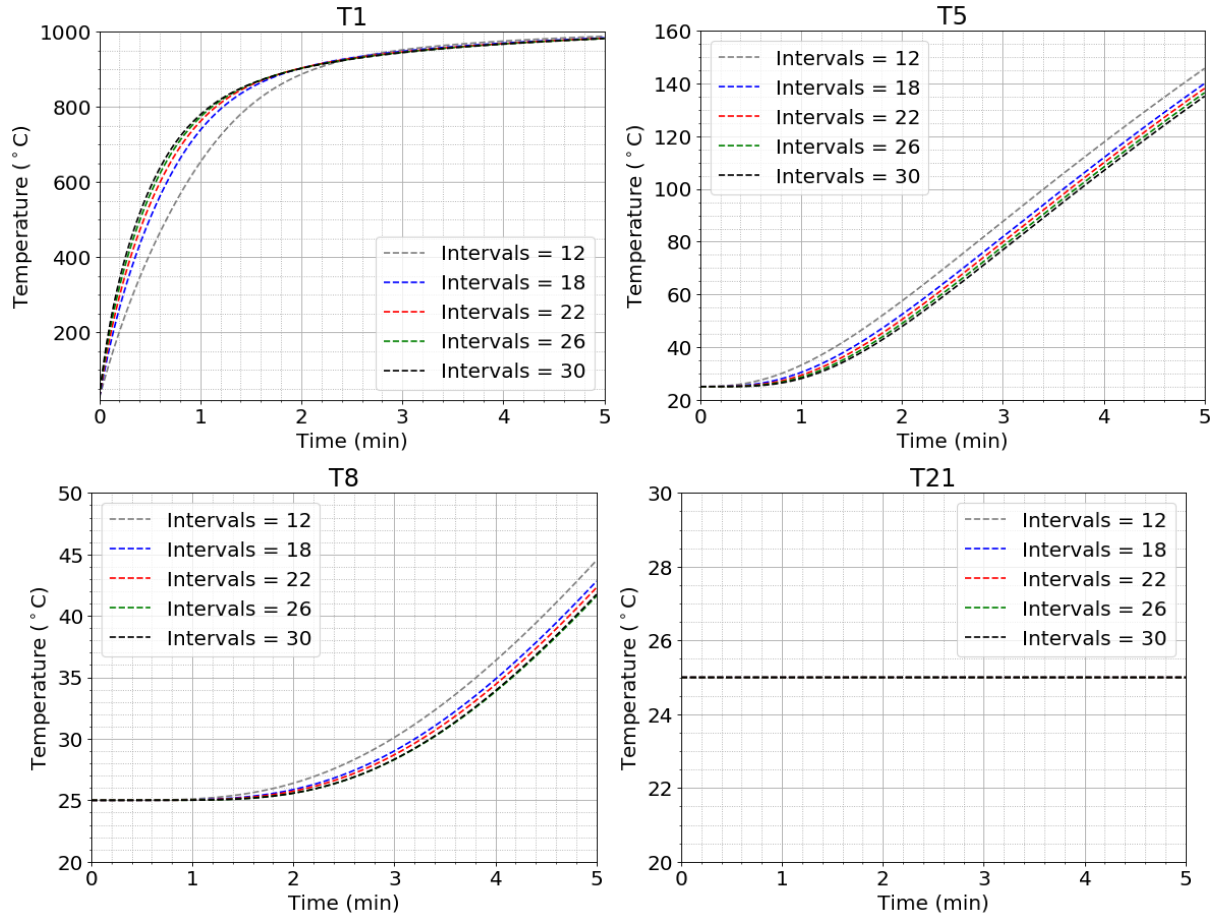 T1
1000
800
600
400
200
0
1
2
3
4
5
Temperature (°C)
Time (min)
Intervals = 12
Intervals = 18
Intervals = 22
Intervals = 26
Intervals = 30
T5
160
140
120
100
80
60
40
20
0
1
2
3
4
5
Temperature (°C)
Time (min)
Intervals = 12
Intervals = 18
Intervals = 22
Intervals = 26
Intervals = 30
T8
50
45
40
35
30
25
20
0
1
2
3
4
5
Temperature (°C)
Time (min)
Intervals = 12
Intervals = 18
Intervals = 22
Intervals = 26
Intervals = 30
T21
30
28
26
24
22
20
0
1
2
3
4
5
Temperature (°C)
Time (min)
Intervals = 12
Intervals = 18
Intervals = 22
Intervals = 26
Intervals = 30